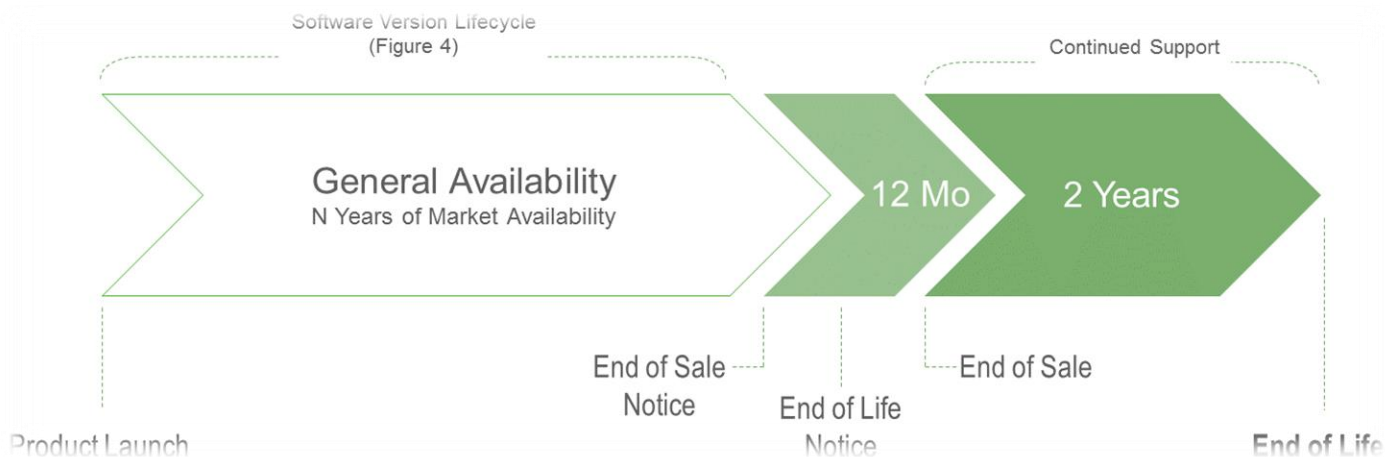 Software Version Lifecycle
(Figure 4)
Continued Support
General Availability
N Years of Market Availability
12 Mo
2 Years
End of Sale
Notice
End of Life
Notice
End of Sale
Product Launch
End of Life